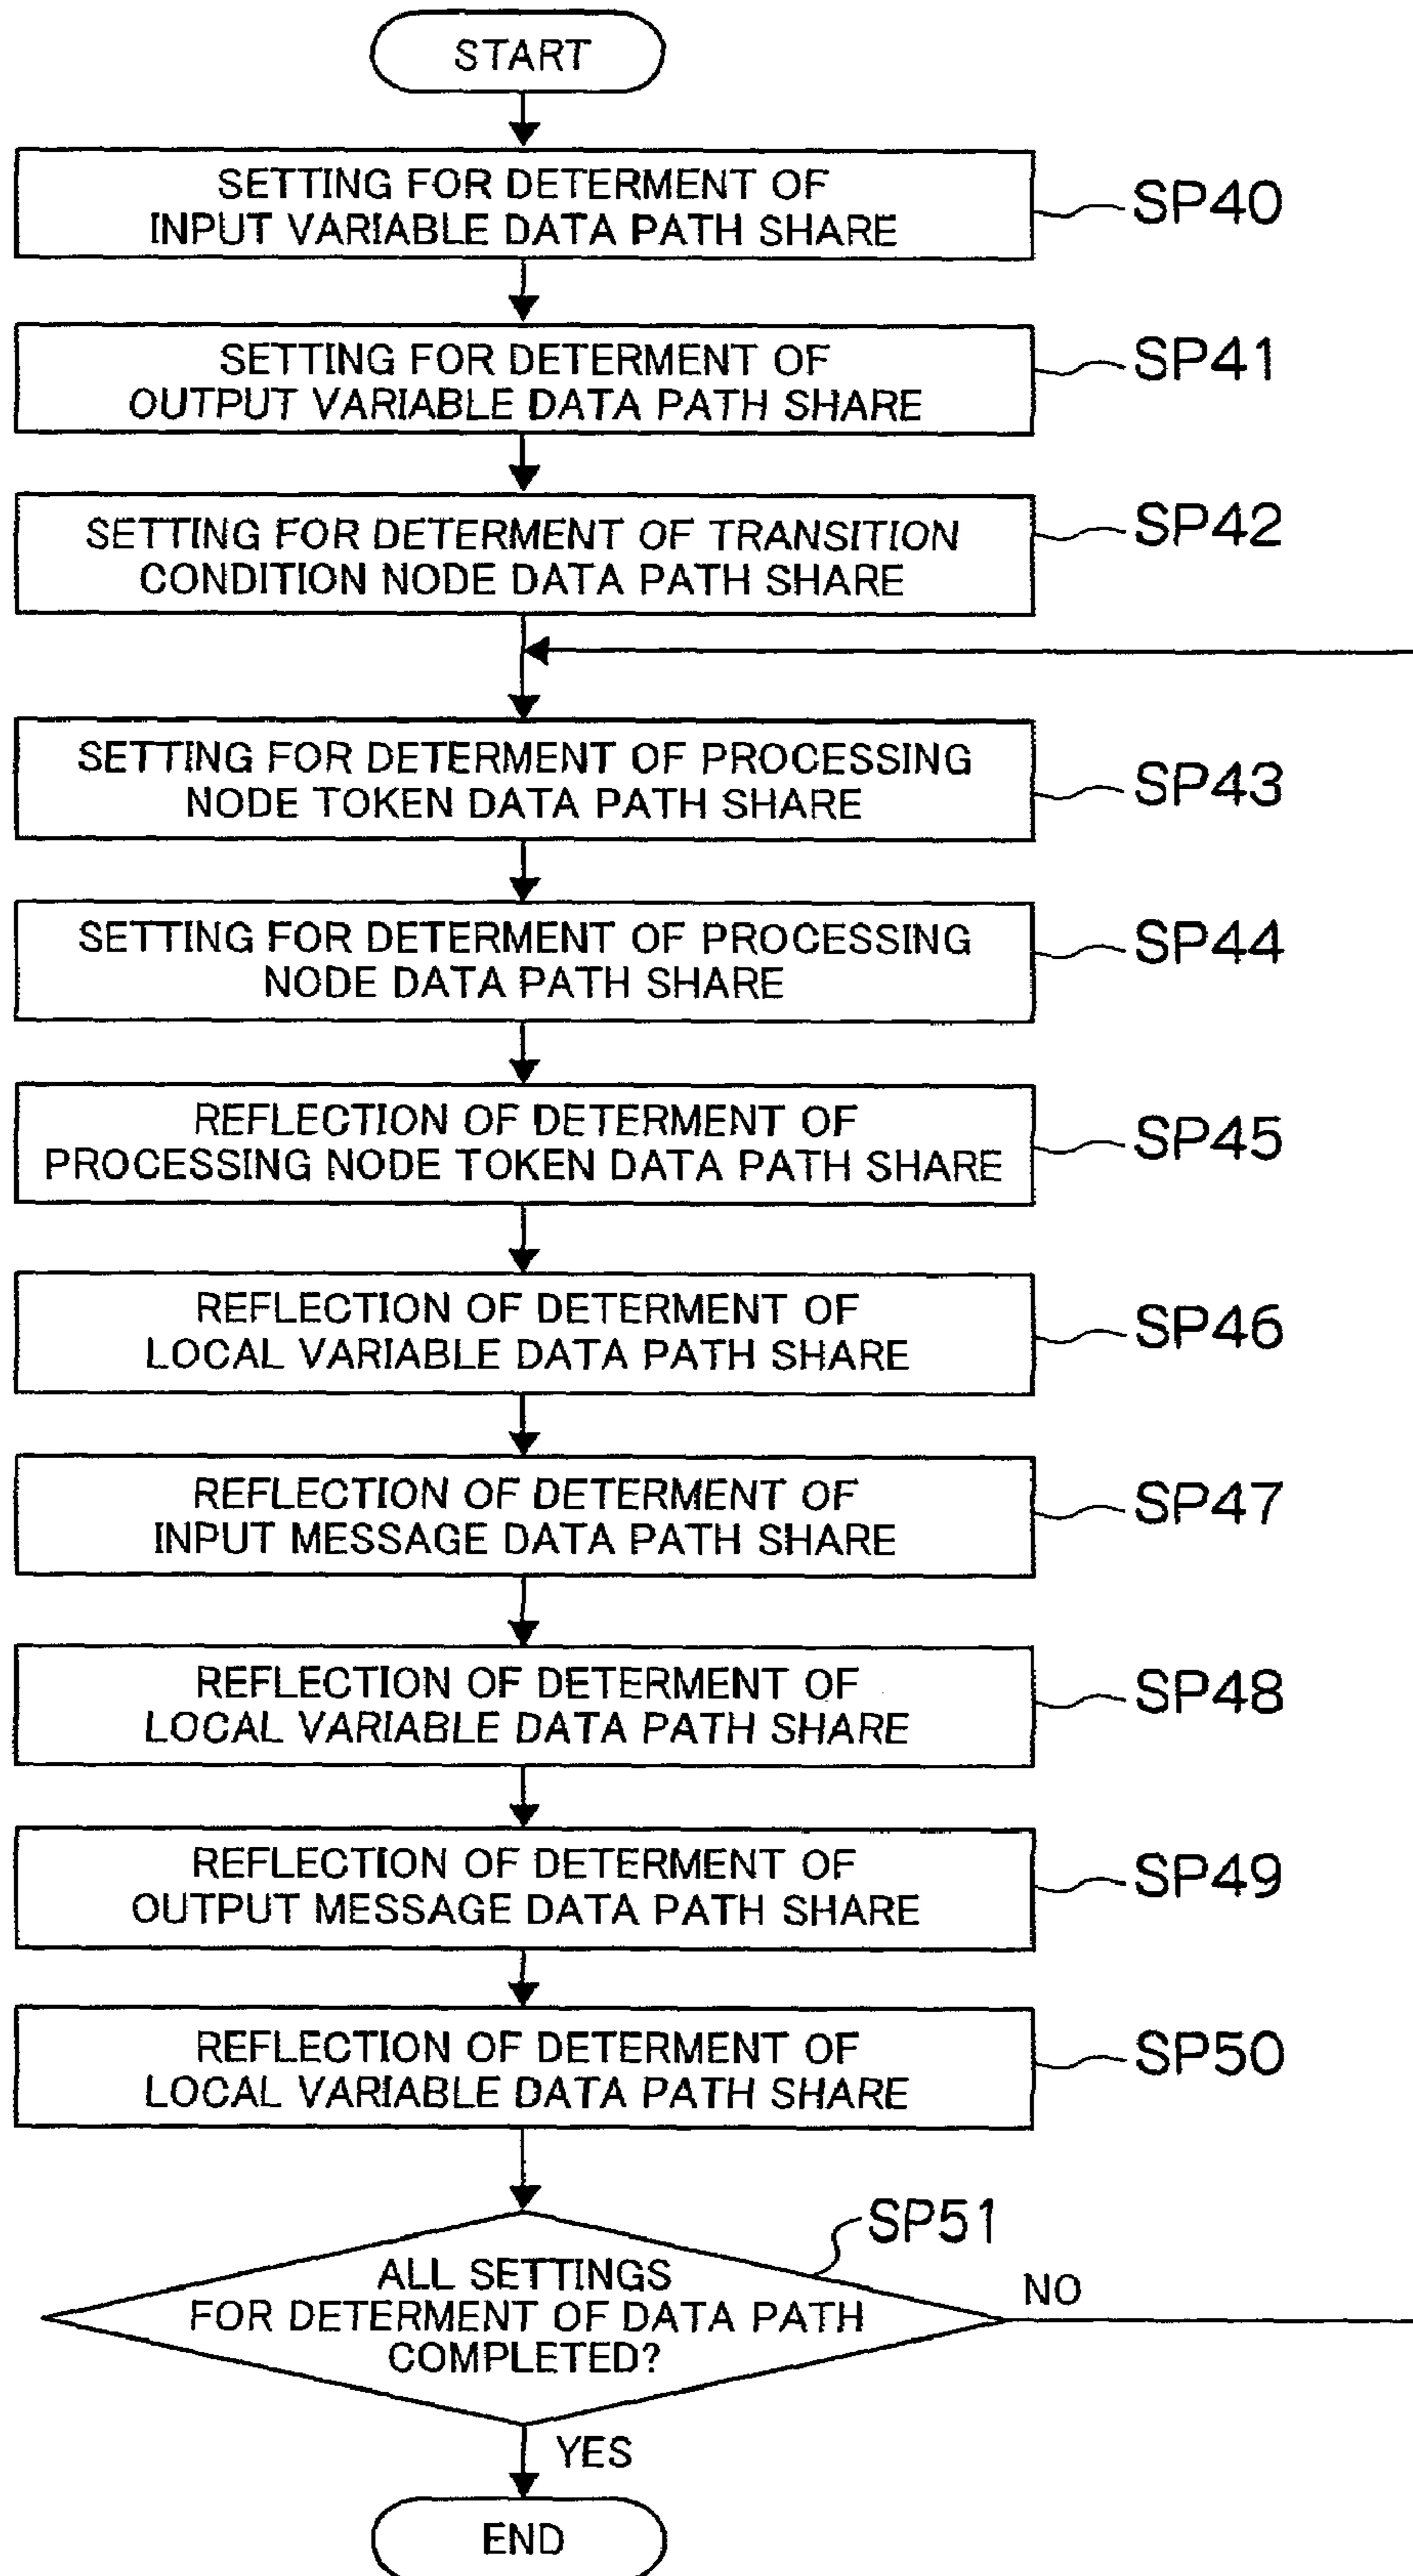 START
SETTING FOR DETERMENT OF
INPUT VARIABLE DATA PATH SHARE
SP40
SETTING FOR DETERMENT OF
OUTPUT VARIABLE DATA PATH SHARE
SP41
SETTING FOR DETERMENT OF TRANSITION
CONDITION NODE DATA PATH SHARE
SP42
SETTING FOR DETERMENT OF PROCESSING
NODE TOKEN DATA PATH SHARE
SP43
SETTING FOR DETERMENT OF PROCESSING
NODE DATA PATH SHARE
SP44
REFLECTION OF DETERMENT OF
PROCESSING NODE TOKEN DATA PATH SHARE
SP45
REFLECTION OF DETERMENT OF
LOCAL VARIABLE DATA PATH SHARE
SP46
REFLECTION OF DETERMENT OF
INPUT MESSAGE DATA PATH SHARE
SP47
REFLECTION OF DETERMENT OF
LOCAL VARIABLE DATA PATH SHARE
SP48
REFLECTION OF DETERMENT OF
OUTPUT MESSAGE DATA PATH SHARE
SP49
REFLECTION OF DETERMENT OF
LOCAL VARIABLE DATA PATH SHARE
SP50
SP51
ALL SETTINGS
FOR DETERMENT OF DATA PATH
COMPLETED?
NO
YES
END